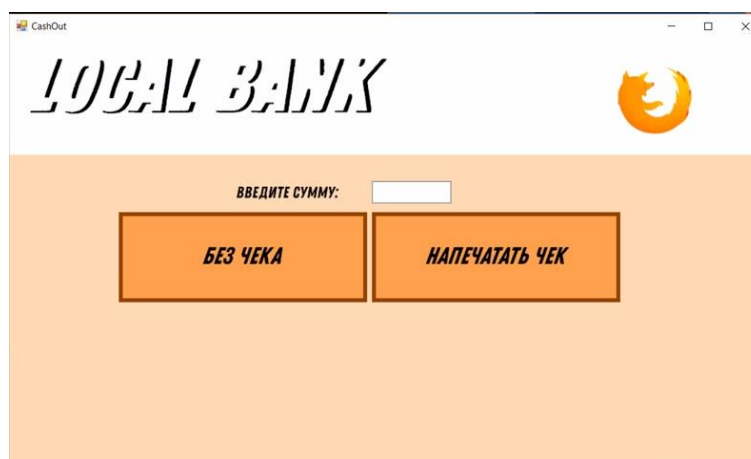 CashOut
LOCAL BANK
ВВЕДИТЕ СУММУ:
БЕЗ ЧЕКА
НАПЕЧАТАТЬ ЧЕК